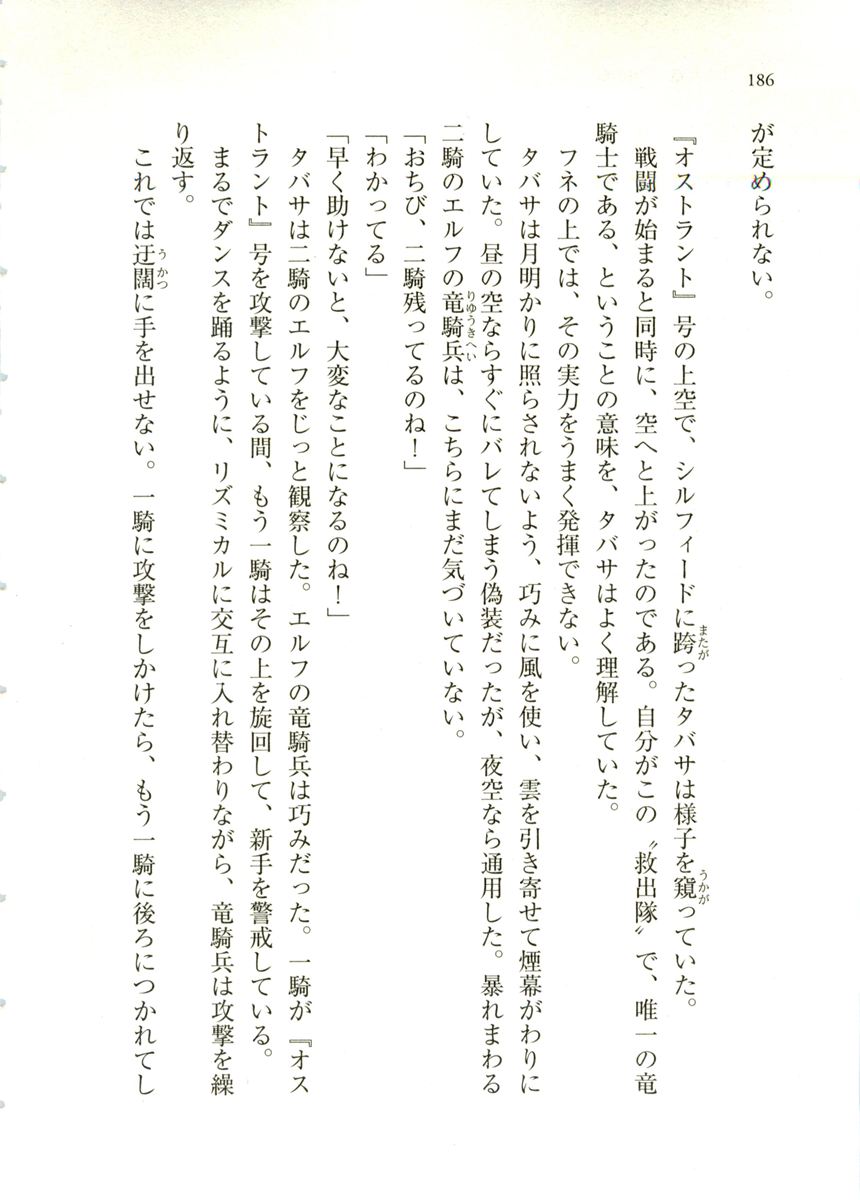 186
が定められない。
『オストラント』号の上空で、シルフィードに跨ったタバサは様子を窺っていた。
戦闘が始まると同時に、空へと上がったのである。自分がこの〝救出隊〟で、唯一の竜
騎士である、ということの意味を、タバサはよく理解していた。
フネの上では、その実力をうまく発揮できない。
タバサは月明かりに照らされないよう、巧みに風を使い、雲を引き寄せて煙幕がわりに
していた。昼の空ならすぐにバレてしまう偽装だったが、夜空なら通用した。暴れまわる
二騎のエルフの竜騎兵は、こちらにまだ気づいていない。
「おちび、二騎残ってるのね！」
「わかってる」
「早く助けないと、大変なことになるのね！」
タバサは二騎のエルフをじっと観察した。エルフの竜騎兵は巧みだった。一騎が『オス
トラント』号を攻撃している間、もう一騎はその上を旋回して、新手を警戒している。
まるでダンスを踊るように、リズミカルに交互に入れ替わりながら、竜騎兵は攻撃を繰
り返す。
これでは迂闊に手を出せない。一騎に攻撃をしかけたら、もう一騎に後ろにつかれてし